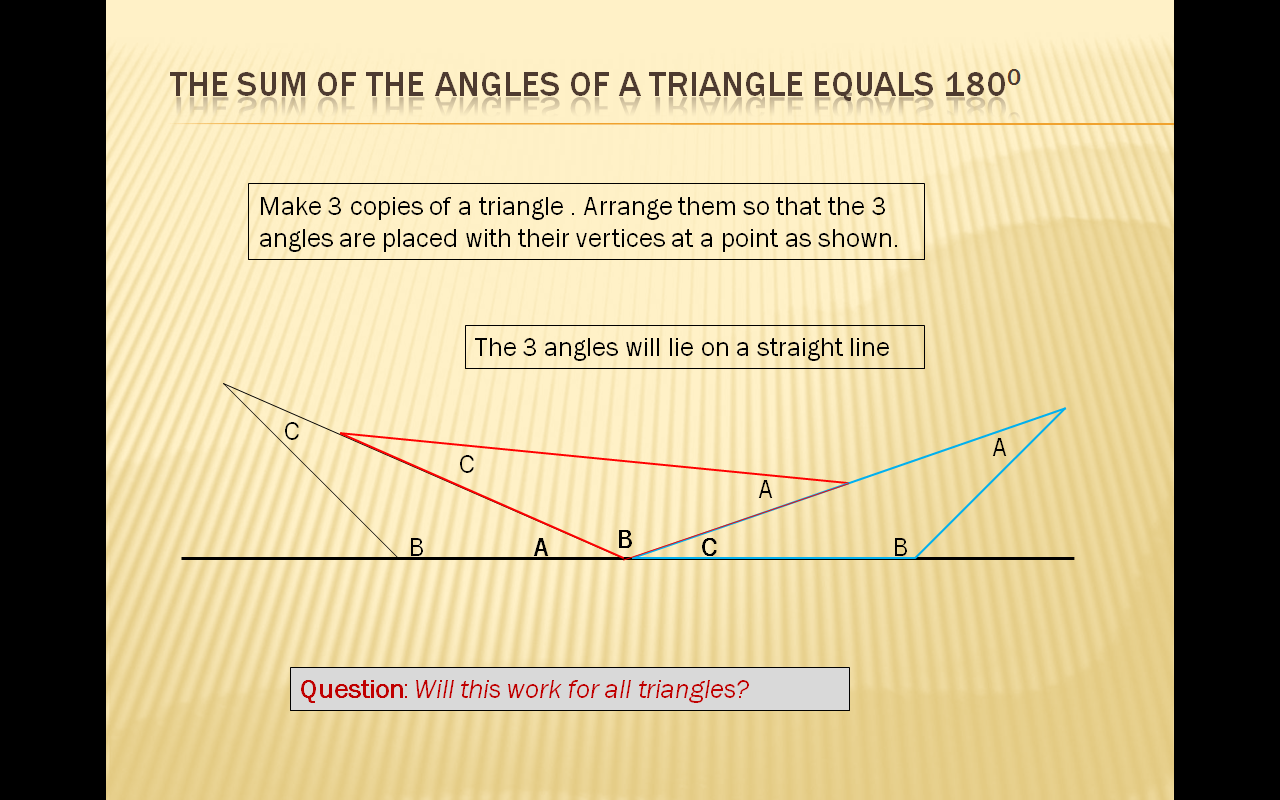 THE SUM OF THE ANGLES OF A TRIANGLE EQUALS 180⁰
Make 3 copies of a triangle . Arrange them so that the 3
angles are placed with their vertices at a point as shown.
The 3 angles will lie on a straight line
C
C
A
A
B
A
B
C
B
Question: Will this work for all triangles?